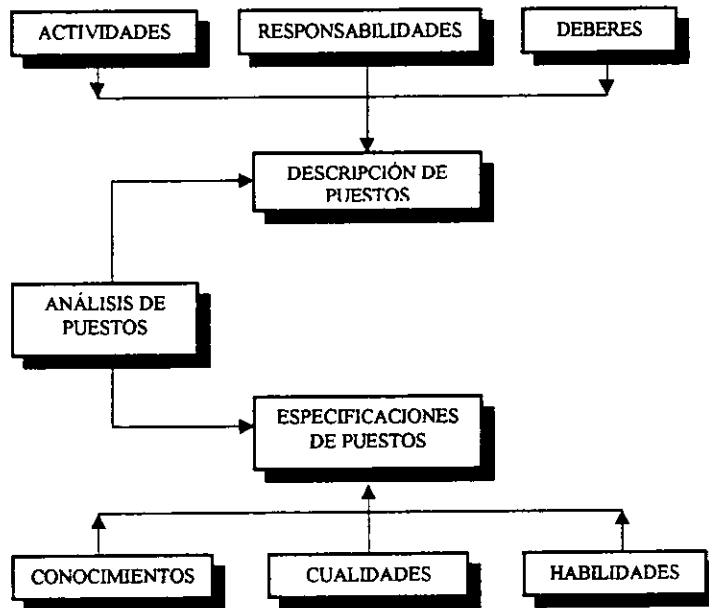 ACTIVIDADES
RESPONSABILIDADES
DEBERES
DESCRIPCIÓN DE
PUESTOS
ANÁLISIS DE
PUESTOS
ESPECIFICACIONES
DE PUESTOS
CONOCIMIENTOS
CUALIDADES
HABILIDADES